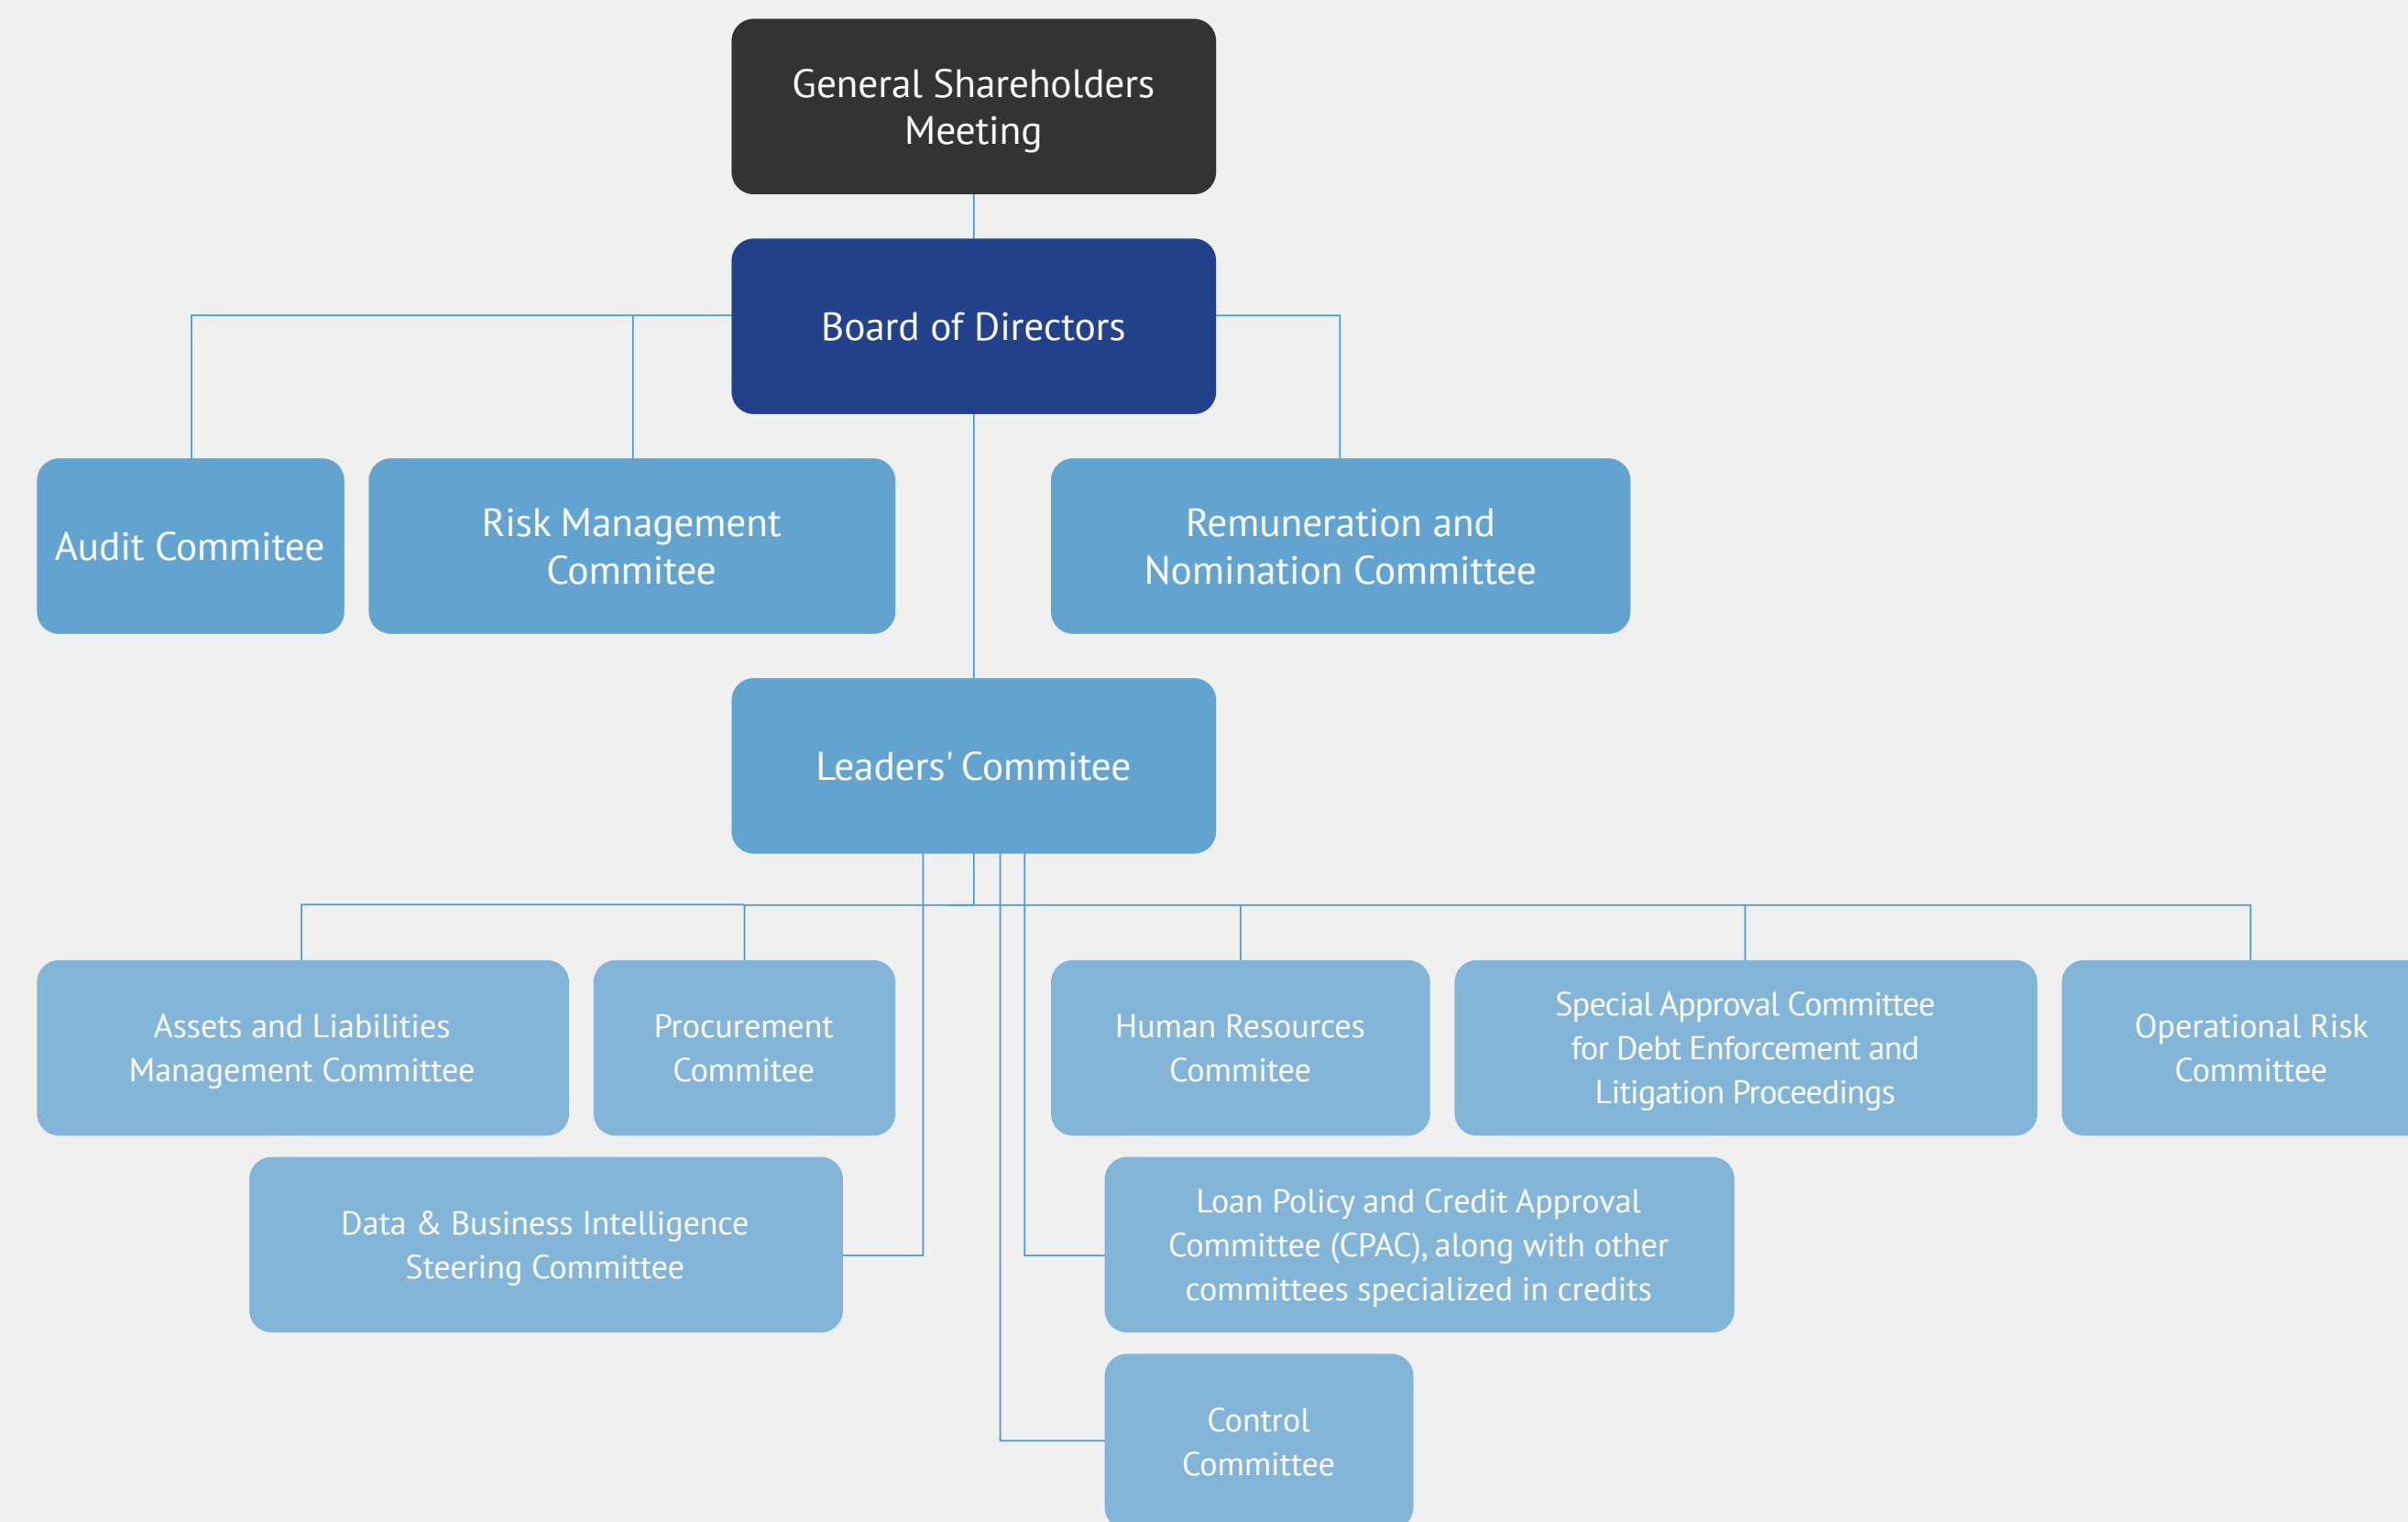 General Shareholders
Meeting
Board of Directors
Audit Commitee
Risk Management
Commitee
Remuneration and
Nomination Committee
Leaders' Commitee
Assets and Liabilities
Management Committee
Procurement
Commitee
Human Resources
Commitee
Special Approval Committee
for Debt Enforcement and
Litigation Proceedings
Operational Risk
Committee
Data & Business Intelligence
Steering Committee
Loan Policy and Credit Approval
Committee (CPAC), along with other
committees specialized in credits
Control
Committee